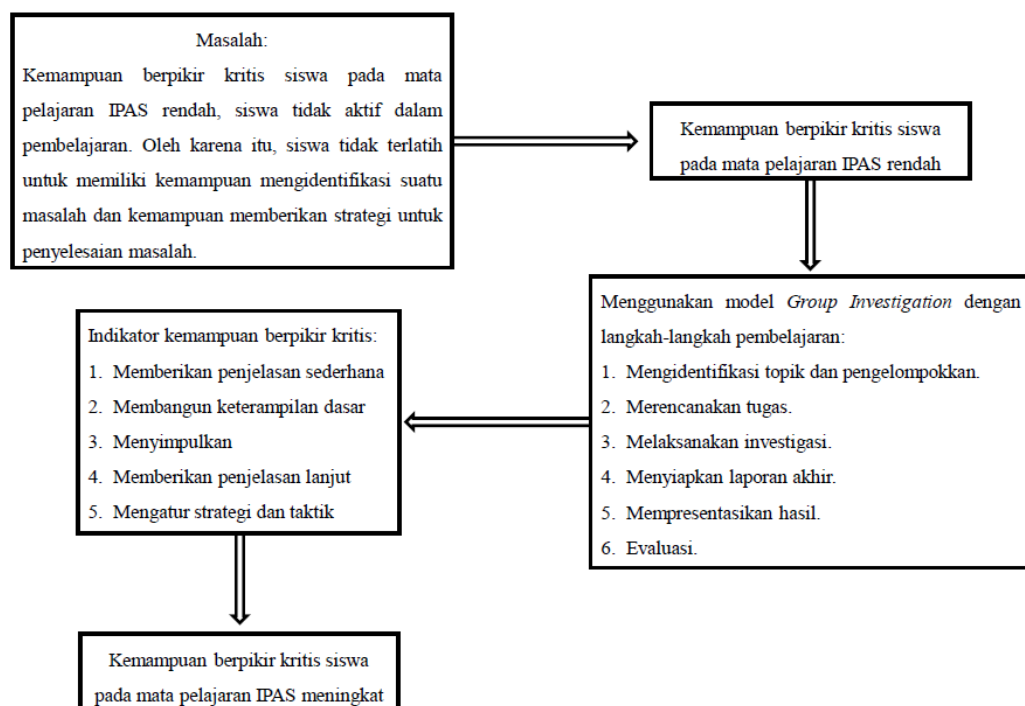 Masalah:
Kemampuan berpikir kritis siswa pada mata
pelajaran IPAS rendah, siswa tidak aktif dalam
pembelajaran. Oleh karena itu, siswa tidak terlatih
untuk memiliki kemampuan mengidentifikasi suatu
masalah dan kemampuan memberikan strategi untuk
penyelesaian masalah.
Kemampuan berpikir kritis siswa
pada mata pelajaran IPAS rendah
Menggunakan model Group Investigation dengan
langkah-langkah pembelajaran:
1. Mengidentifikasi topik dan pengelompokkan.
2. Merencanakan tugas.
3. Melaksanakan investigasi.
4. Menyiapkan laporan akhir.
5. Mempresentasikan hasil.
6. Evaluasi.
Indikator kemampuan berpikir kritis:
1. Memberikan penjelasan sederhana
2. Membangun keterampilan dasar
3. Menyimpulkan
4. Memberikan penjelasan lanjut
5. Mengatur strategi dan taktik
Kemampuan berpikir kritis siswa
pada mata pelajaran IPAS meningkat